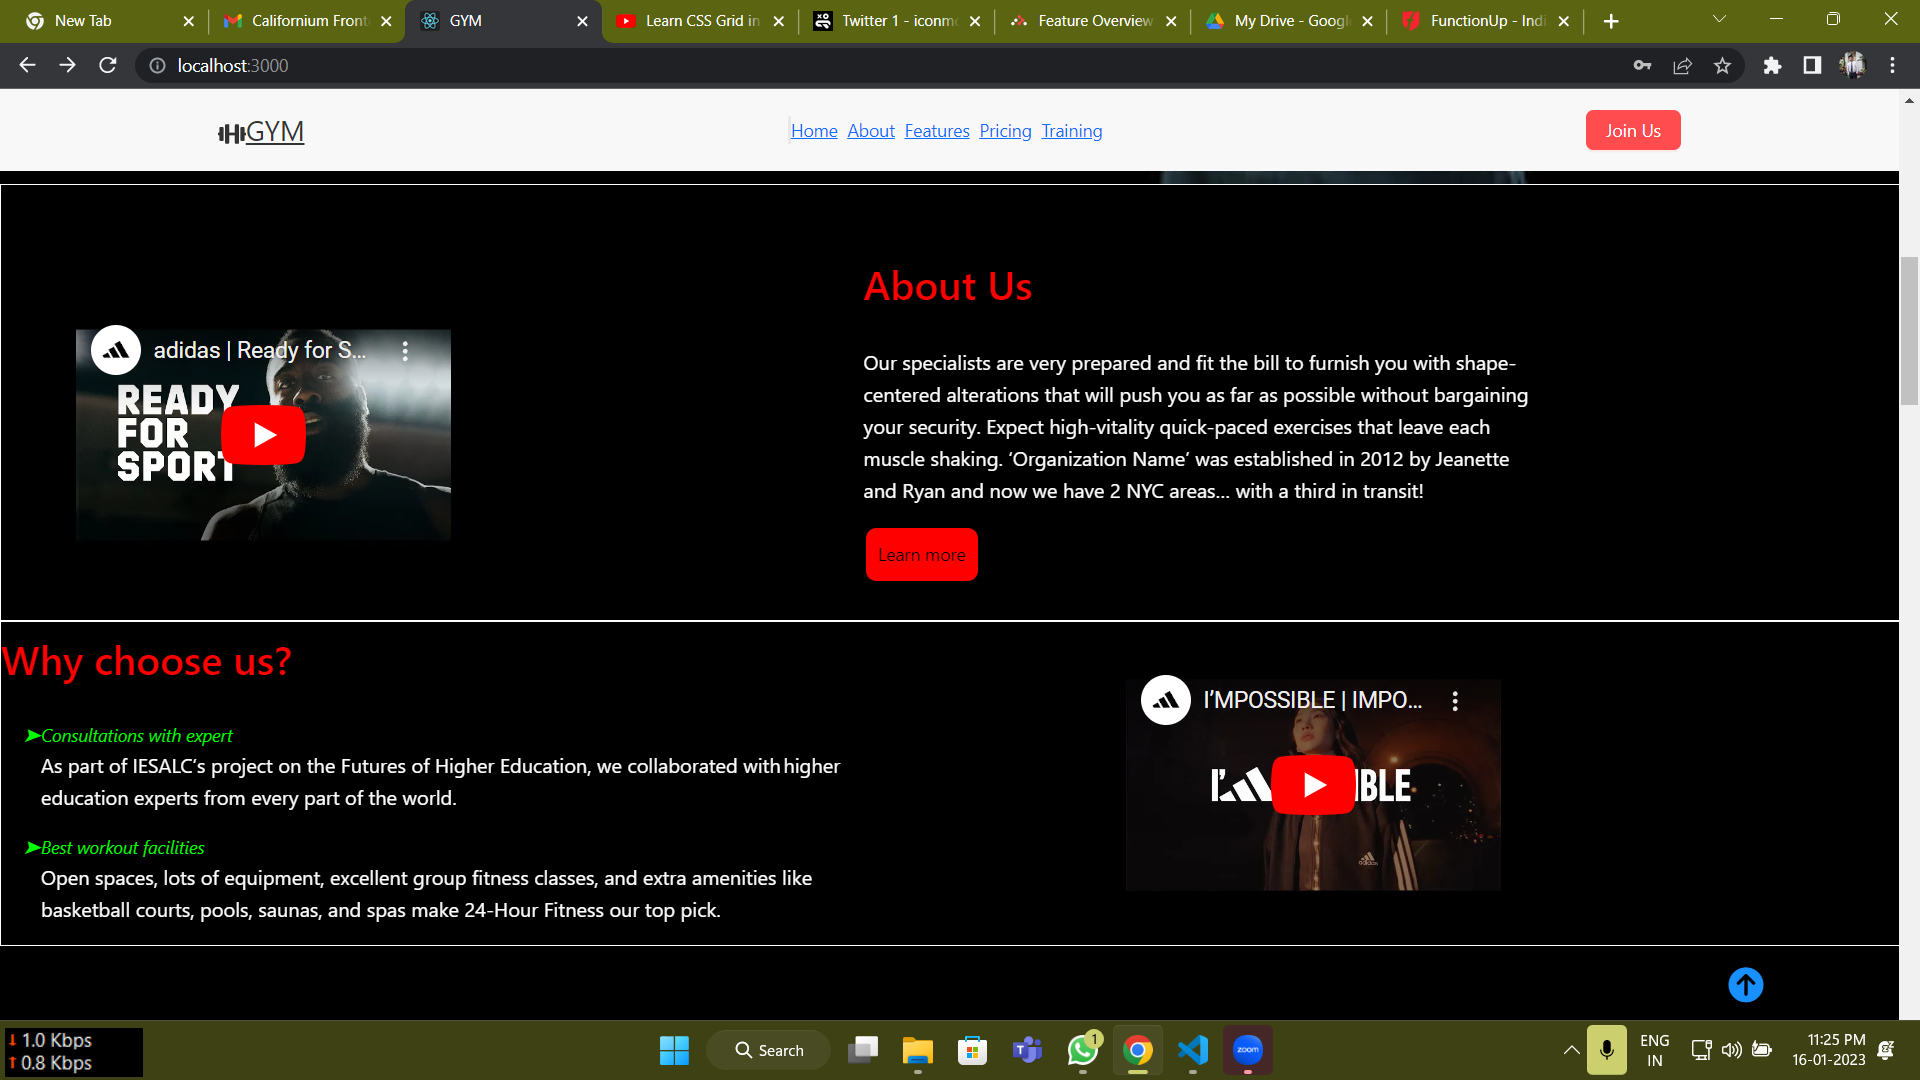 New Tab
Californium Front
GYM
Learn CSS Grid in
Twitter 1 - iconmo
Feature Overview
My Drive - Google
FunctionUp - Indi
localhost:3000
GYM
Home About Features Pricing Training
Join Us
About Us
adidas | Ready for S...
READY
FOR
SPORT
Our specialists are very prepared and fit the bill to furnish you with shape-
centered alterations that will push you as far as possible without bargaining
your security. Expect high-vitality quick-paced exercises that leave each
muscle shaking. ‘Organization Name’ was established in 2012 by Jeanette
and Ryan and now we have 2 NYC areas... with a third in transit!
Learn more
Why choose us?
➤Consultations with expert
As part of IESALC’s project on the Futures of Higher Education, we collaborated with higher
education experts from every part of the world.
➤Best workout facilities
Open spaces, lots of equipment, excellent group fitness classes, and extra amenities like
basketball courts, pools, saunas, and spas make 24-Hour Fitness our top pick.
I’MPOSSIBLE | IMPO...
1.0 Kbps
0.8 Kbps
Search
1
zoom
ENG
IN
11:25 PM
16-01-2023